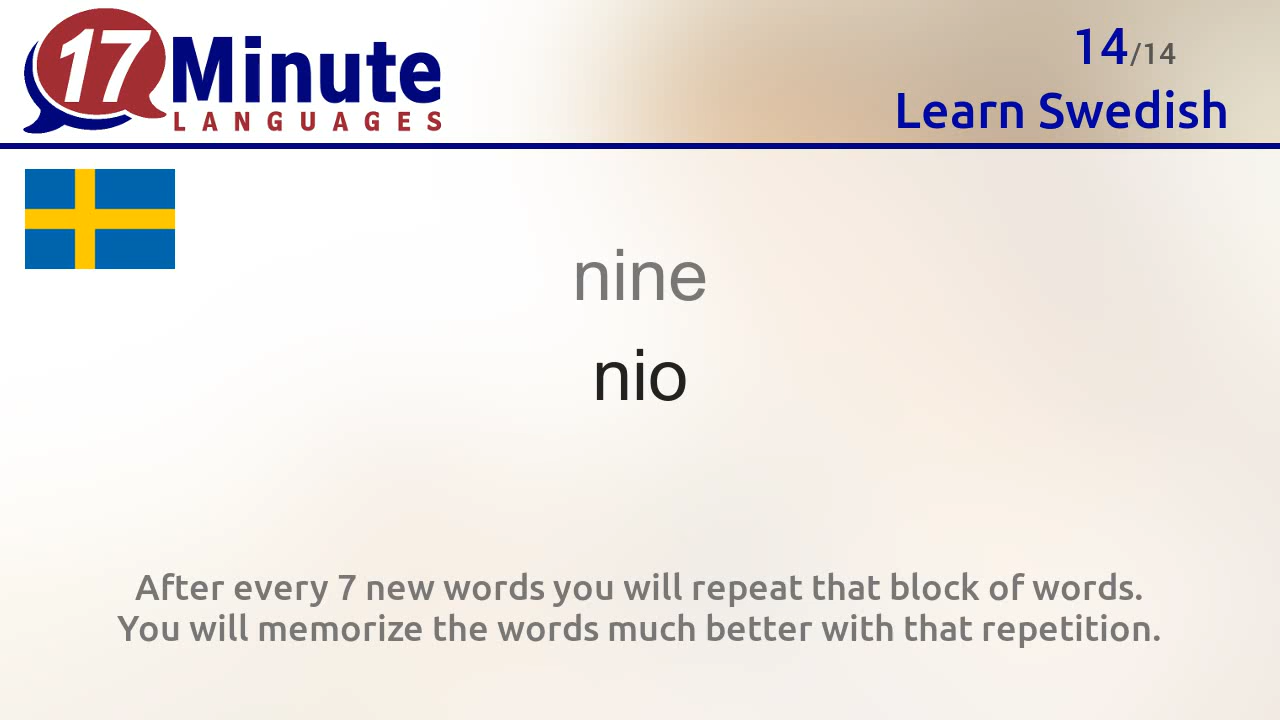 17 Minute
LANGUAGES
14/14
Learn Swedish
nine
nio
After every 7 new words you will repeat that block of words.
You will memorize the words much better with that repetition.